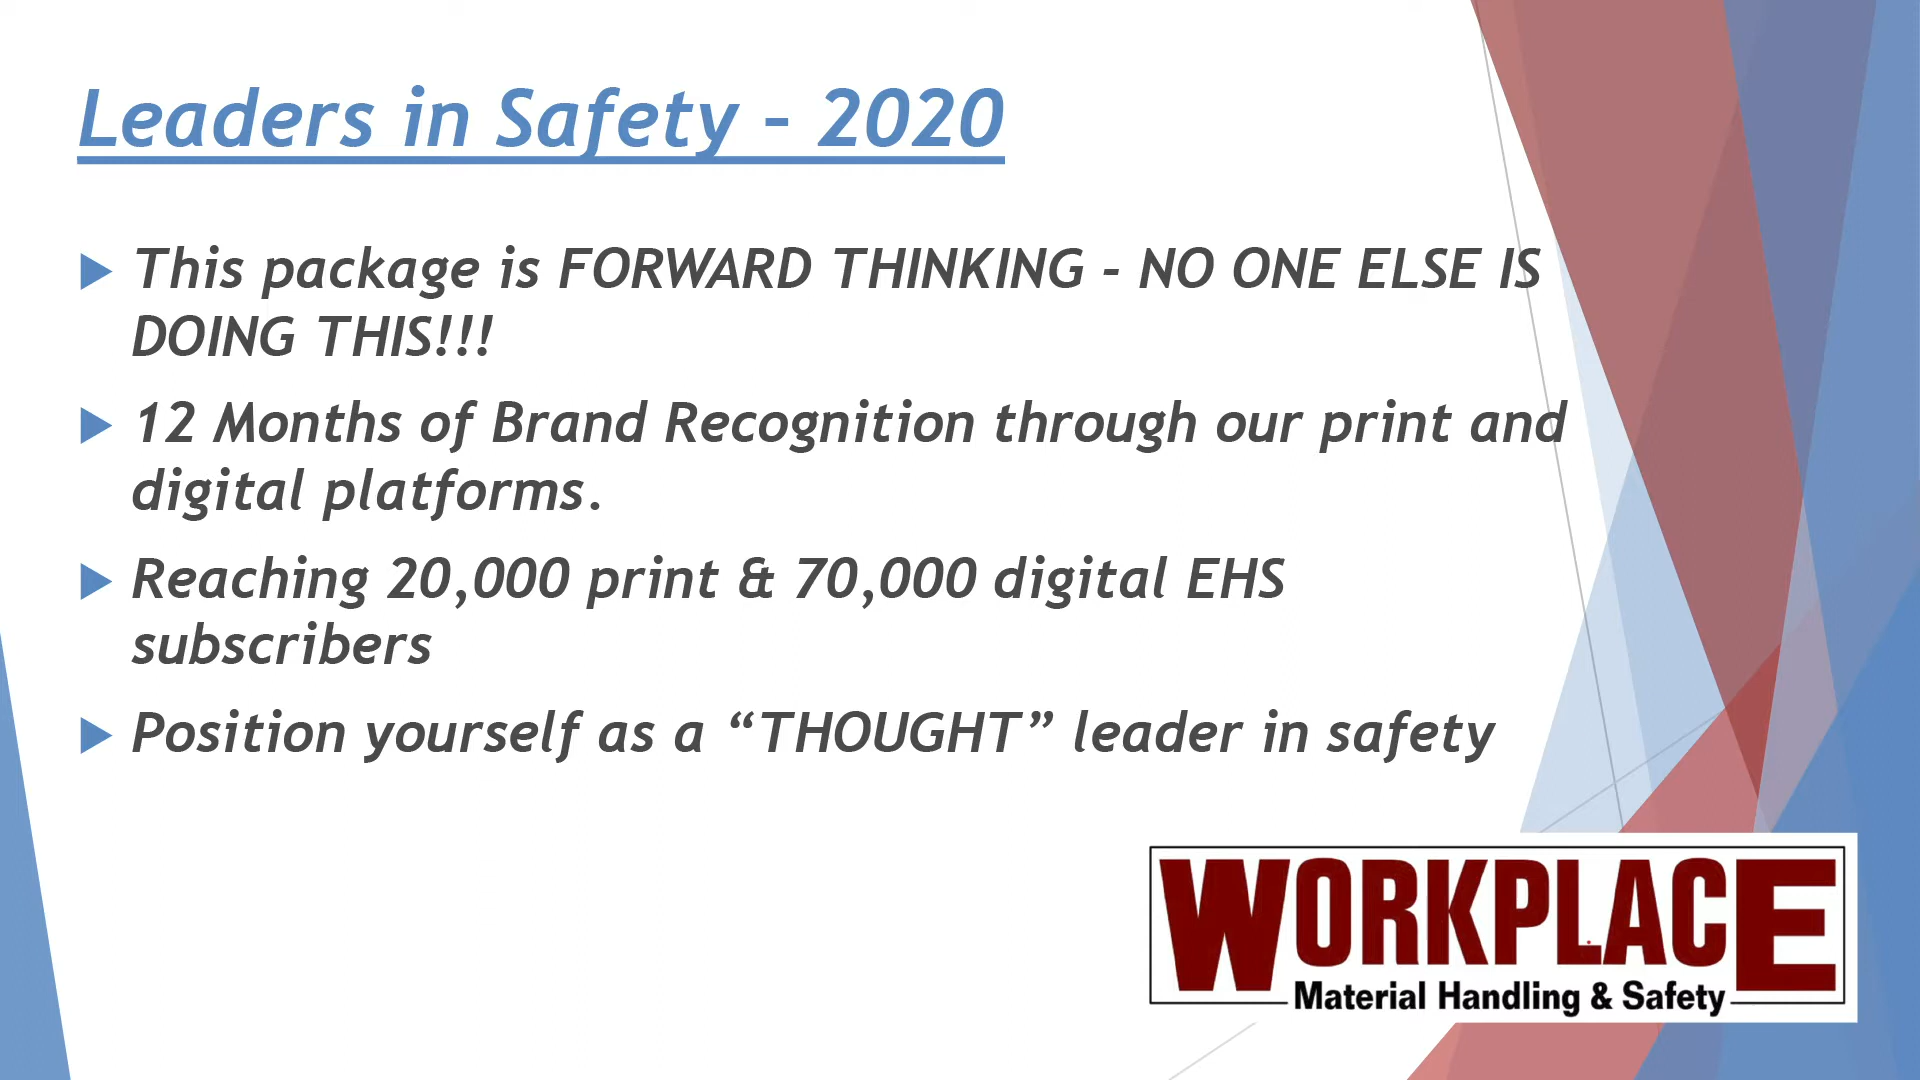 Leaders in Safety – 2020
This package is FORWARD THINKING – NO ONE ELSE IS
DOING THIS!!!
12 Months of Brand Recognition through our print and
digital platforms.
Reaching 20,000 print & 70,000 digital EHS
subscribers
Position yourself as a “THOUGHT” leader in safety
WORKPLACE
Material Handling & Safety